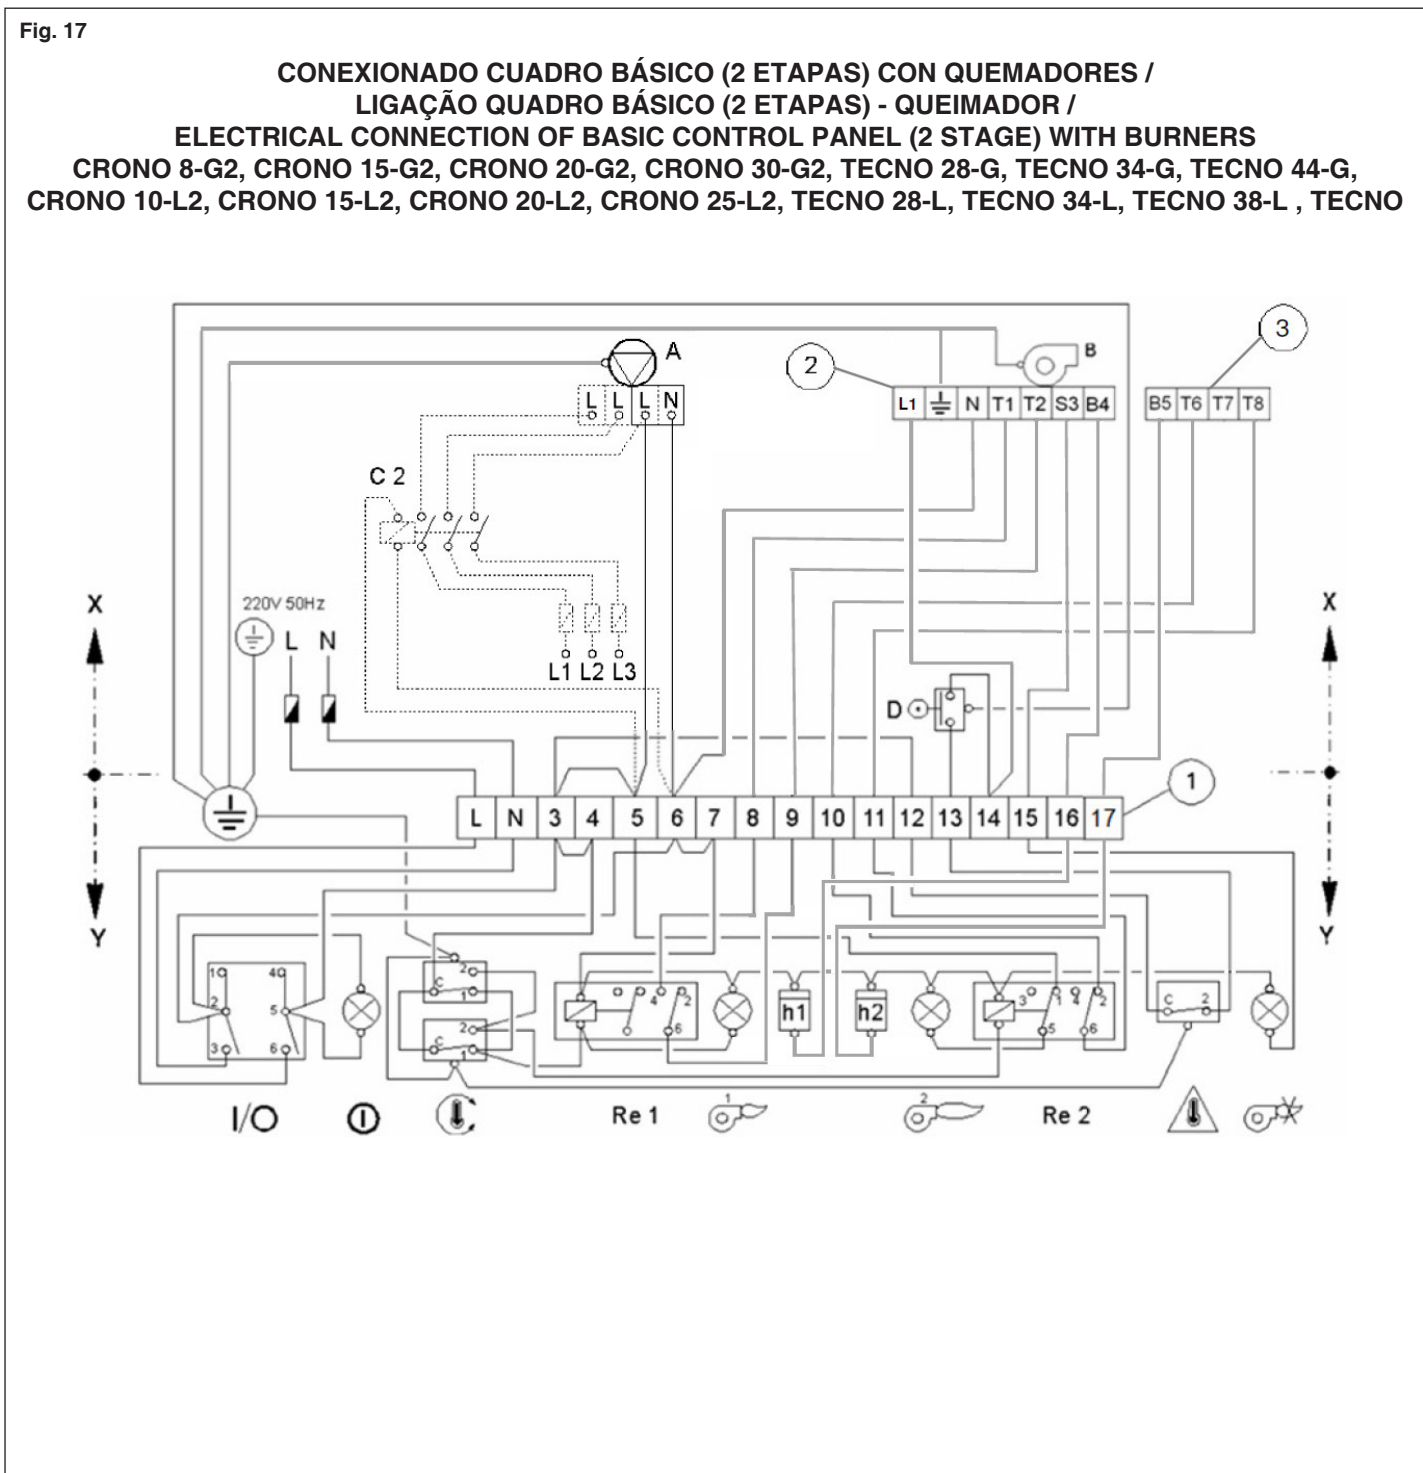 Fig. 17
CONEXIONADO CUADRO BÁSICO (2 ETAPAS) CON QUEMADORES /
LIGAÇÃO QUADRO BÁSICO (2 ETAPAS) - QUEIMADOR /
ELECTRICAL CONNECTION OF BASIC CONTROL PANEL (2 STAGE) WITH BURNERS
CRONO 8-G2, CRONO 15-G2, CRONO 20-G2, CRONO 30-G2, TECNO 28-G, TECNO 34-G, TECNO 44-G,
CRONO 10-L2, CRONO 15-L2, CRONO 20-L2, CRONO 25-L2, TECNO 28-L, TECNO 34-L, TECNO 38-L , TECNO
3
A
B
2
L L L N
L1 N T1 T2 S3 B4
B5 T6 T7 T8
C 2
X
220V 50Hz
X
L N
L1 L2 L3
D
1
L N 3 4 5 6 7 8 9 10 11 12 13 14 15 16 17
Y
Y
1 4
2 5
3 6
2
C 1
2
C 1
4 2
6
h1
h2
3 1 4 2
5 6
C 2
I/O
Re 1
1
2
Re 2